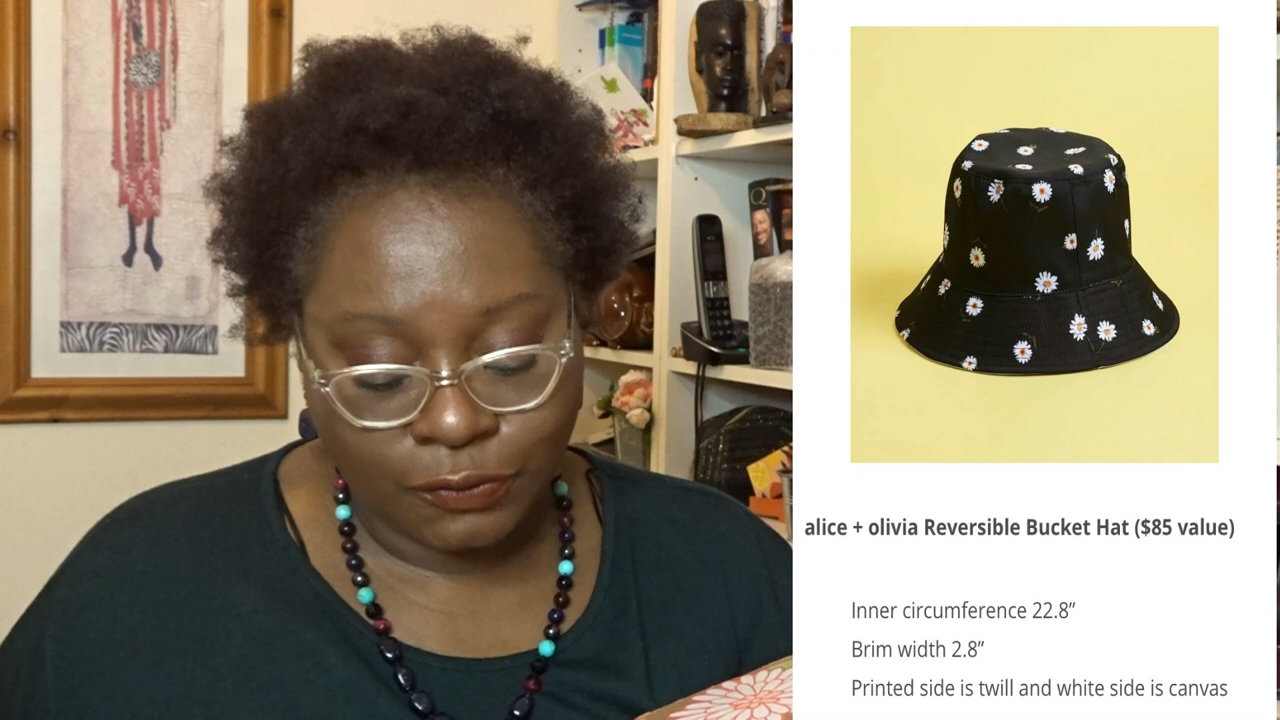 alice + olivia Reversible Bucket Hat ($85 value)
Inner circumference 22.8”
Brim width 2.8”
Printed side is twill and white side is canvas